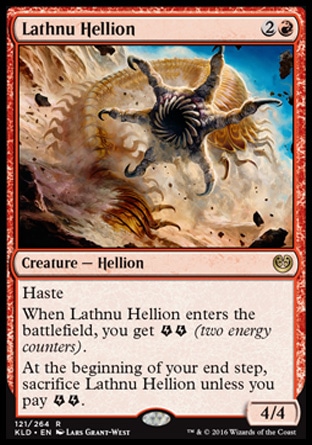 Lathnu Hellion 2
Creature — Hellion
Haste
When Lathnu Hellion enters the
battlefield, you get (two energy
counters).
At the beginning of your end step,
sacrifice Lathnu Hellion unless you
pay .
121/264 R
KLD • EN Lars Grant-West
™ & © 2016 Wizards of the Coast
4/4